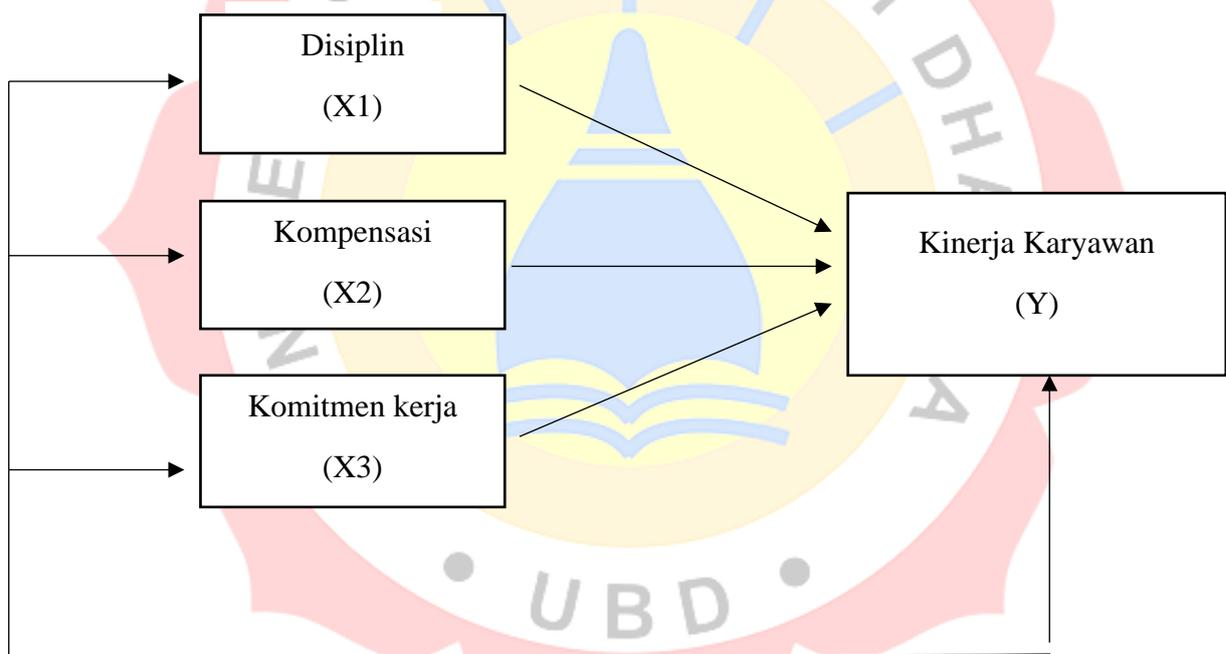 Disiplin
(X1)
Kompensasi
(X2)
Komitmen kerja
(X3)
Kinerja Karyawan
(Y)
UBD